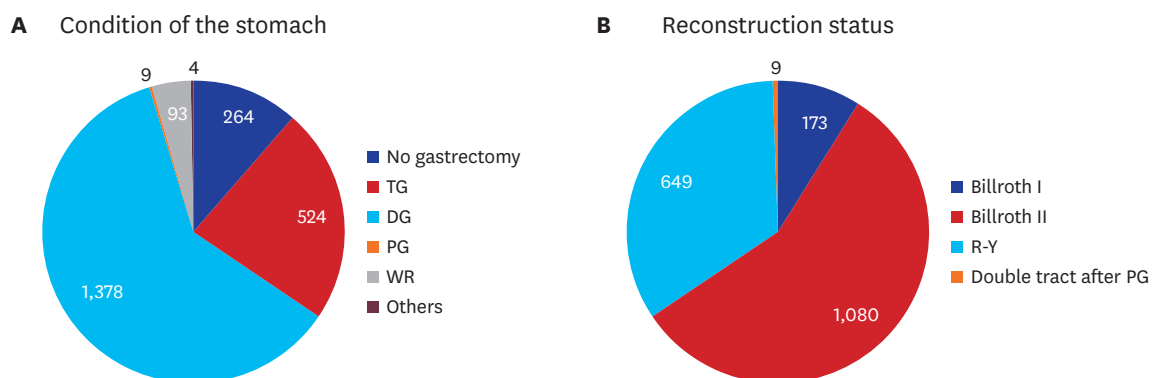 A Condition of the stomach
9
4
93
264
524
1,378
No gastrectomy
TG
DG
PG
WR
Others
B Reconstruction status
9
173
649
1,080
Billroth I
Billroth II
R-Y
Double tract after PG